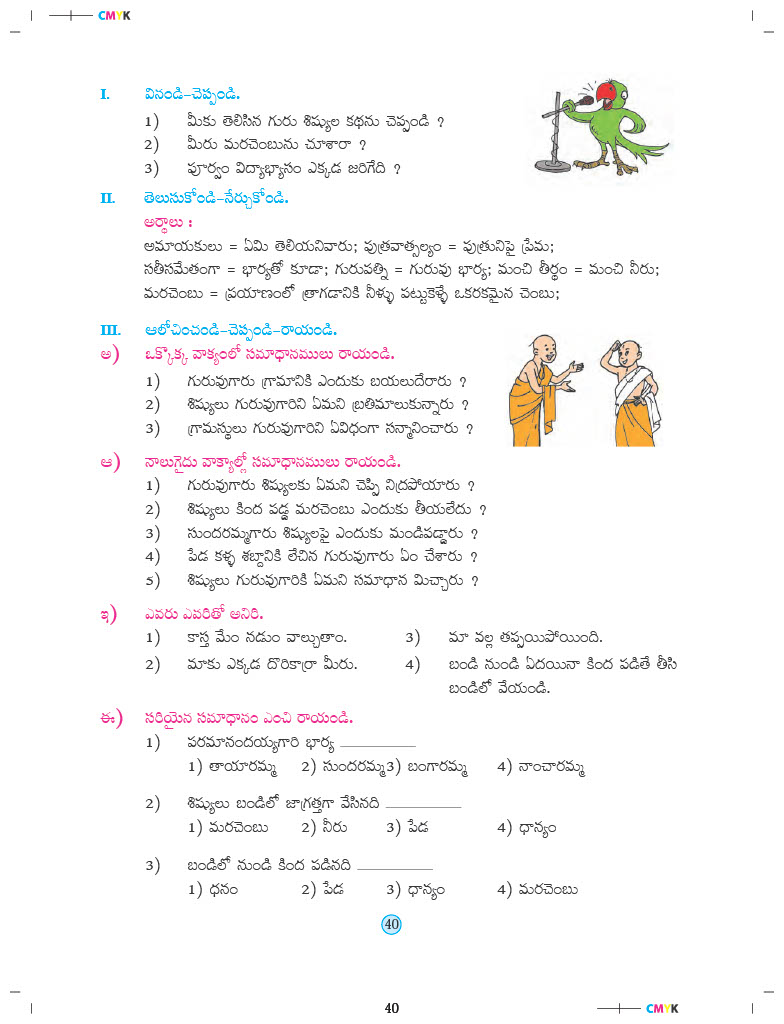 CMYK
I. వినండి-చెప్పండి.
1) మీకు తెలిసిన గురు శిష్యుల కథను చెప్పండి ?
2) మీరు మరచెంబును చూశారా ?
3) పూర్వం విద్యాభ్యాసం ఎక్కడ జరిగేది ?
II. తెలుసుకోండి-నేర్చుకోండి.
అర్థాలు :
అమాయకులు = ఏమి తెలియనివారు; పుత్రవాత్సల్యం = పుత్రునిపై ప్రేమ;
సతీసమేతంగా = భార్యతో కూడా; గురుపత్ని = గురువు భార్య; మంచి తీర్థం = మంచి నీరు;
మరచెంబు = ప్రయాణంలో త్రాగడానికి నీళ్ళు పట్టుకెళ్ళే ఒకరకమైన చెంబు;
III. ఆలోచించండి-చెప్పండి-రాయండి.
అ) ఒక్కొక్క వాక్యంలో సమాధానములు రాయండి.
1) గురువుగారు గ్రామానికి ఎందుకు బయలుదేరారు ?
2) శిష్యులు గురువుగారిని ఏమని బ్రతిమాలుకున్నారు ?
3) గ్రామస్థులు గురువుగారిని ఏవిధంగా సన్మానించారు ?
ఆ) నాలుగైదు వాక్యాల్లో సమాధానములు రాయండి.
1) గురువుగారు శిష్యులకు ఏమని చెప్పి నిద్రపోయారు ?
2) శిష్యులు కింద పడ్డ మరచెంబు ఎందుకు తీయలేదు ?
3) సుందరమ్మగారు శిష్యులపై ఎందుకు మండిపడ్డారు ?
4) పేడ కళ్ళ శబ్దానికి లేచిన గురువుగారు ఏం చేశారు ?
5) శిష్యులు గురువుగారికి ఏమని సమాధాన మిచ్చారు ?
ఇ) ఎవరు ఎవరితో అనిరి.
1) కాస్త మేం నడుం వాల్చుతాం. 3) మా వల్ల తప్పయిపోయింది.
2) మాకు ఎక్కడ దొరికార్రా మీరు. 4) బండి నుండి ఏదయినా కింద పడితే తీసి
బండిలో వేయండి.
ఈ) సరియైన సమాధానం ఎంచి రాయండి.
1) పరమానందయ్యగారి భార్య ________
1) తాయారమ్మ 2) సుందరమ్మ 3) బంగారమ్మ 4) నాంచారమ్మ
2) శిష్యులు బండిలో జాగ్రత్తగా వేసినది ________
1) మరచెంబు 2) నీరు 3) పేడ 4) ధాన్యం
3) బండిలో నుండి కింద పడినది ________
1) ధనం 2) పేడ 3) ధాన్యం 4) మరచెంబు
40
40
CMYK